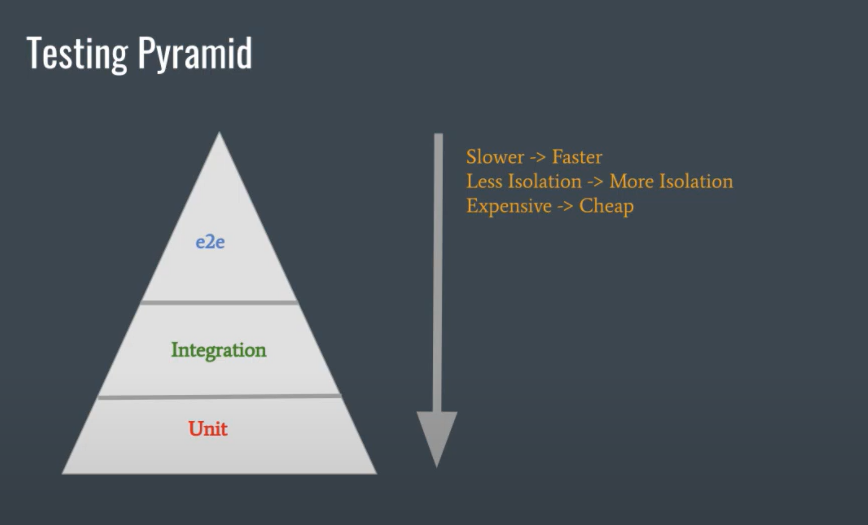 Testing Pyramid
Slower -> Faster
Less Isolation -> More Isolation
Expensive -> Cheap
e2e
Integration
Unit